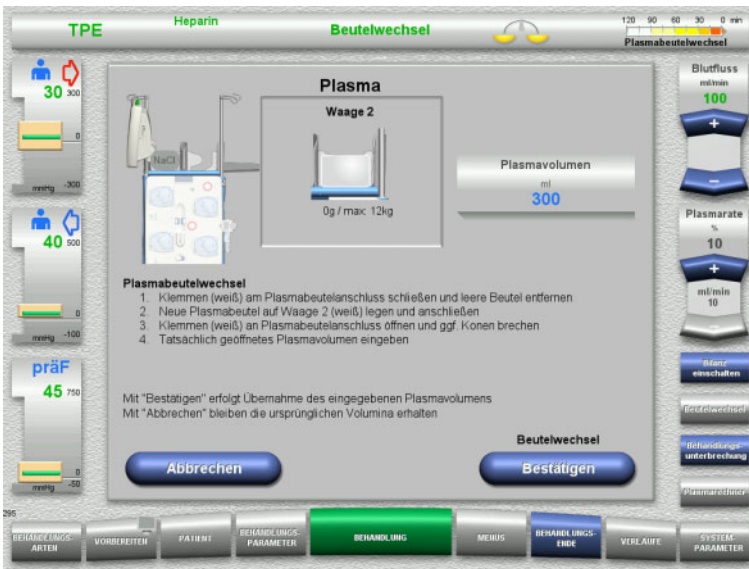 TPE
Heparin
Beutelwechsel
120 90 60 30 0 min
Plasmabeutelwechsel
30 300
0
mmHg -300
40 500
0
mmHg -100
präF
45 750
0
mmHg -50
Plasma
Waage 2
NaCl
0g / max: 12kg
Plasmavolumen
ml
300
Plasmabeutelwechsel
1. Klemmen (weiß) am Plasmabeutelanschluss schließen und leere Beutel entfernen
2. Neue Plasmabeutel auf Waage 2 (weiß) legen und anschließen
3. Klemmen (weiß) an Plasmabeutelanschluss öffnen und ggf. Konen brechen
4. Tatsächlich geöffnetes Plasmavolumen eingeben
Mit "Bestätigen" erfolgt Übernahme des eingegebenen Plasmavolumens
Mit "Abbrechen" bleiben die ursprünglichen Volumina erhalten
Beutelwechsel
Abbrechen
Bestätigen
Blutfluss
ml/min
100
+
−
Plasmarate
%
10
+
ml/min
10
−
Bilanz
einschalten
Beutelwechsel
Behandlungs-
unterbrechung
Plasmarechner
295
BEHANDLUNGS-
ARTEN
VORBEREITEN
PATIENT
BEHANDLUNGS-
PARAMETER
BEHANDLUNG
MENÜS
BEHANDLUNGS-
ENDE
VERLÄUFE
SYSTEM-
PARAMETER